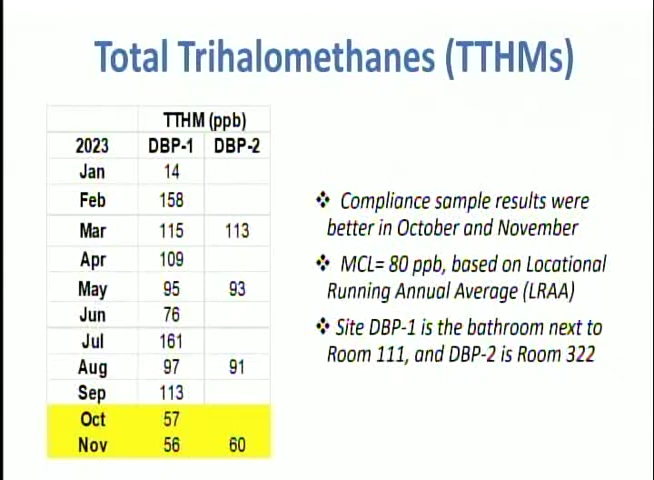 Total Trihalomethanes (TTHMs)
TTHM (ppb)
2023 DBP-1 DBP-2
Jan 14
Feb 158
Mar 115 113
Apr 109
May 95 93
Jun 76
Jul 161
Aug 97 91
Sep 113
Oct 57
Nov 56 60
❖ Compliance sample results were
better in October and November
❖ MCL= 80 ppb, based on Locational
Running Annual Average (LRAA)
❖ Site DBP-1 is the bathroom next to
Room 111, and DBP-2 is Room 322